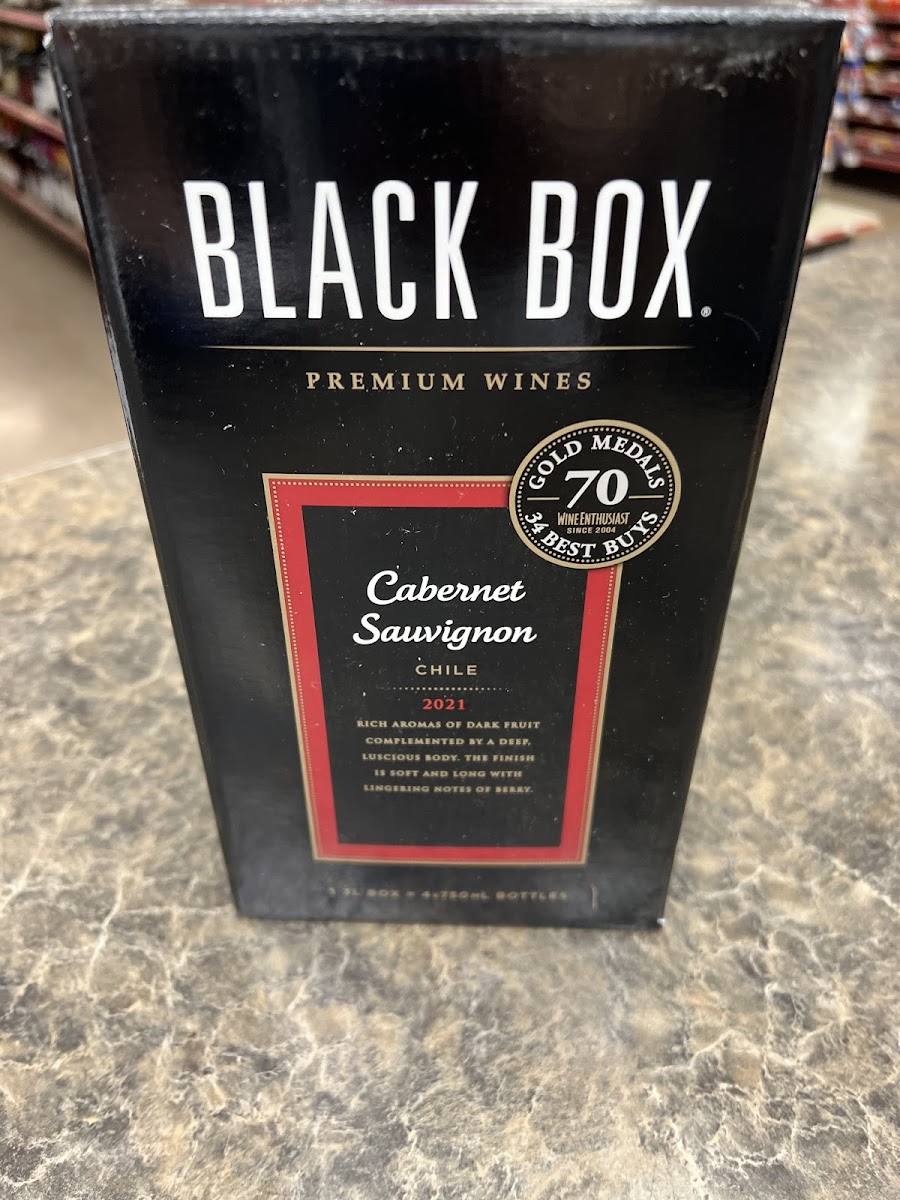 BLACK BOX®
PREMIUM WINES
GOLD MEDALS
70
WINE ENTHUSIAST
SINCE 2004
34 BEST BUYS
Cabernet
Sauvignon
CHILE
2021
RICH AROMAS OF DARK FRUIT
COMPLEMENTED BY A DEEP,
LUSCIOUS BODY. THE FINISH
IS SOFT AND LONG WITH
LINGERING NOTES OF BERRY.
3L BOX = 4x750mL BOTTLES